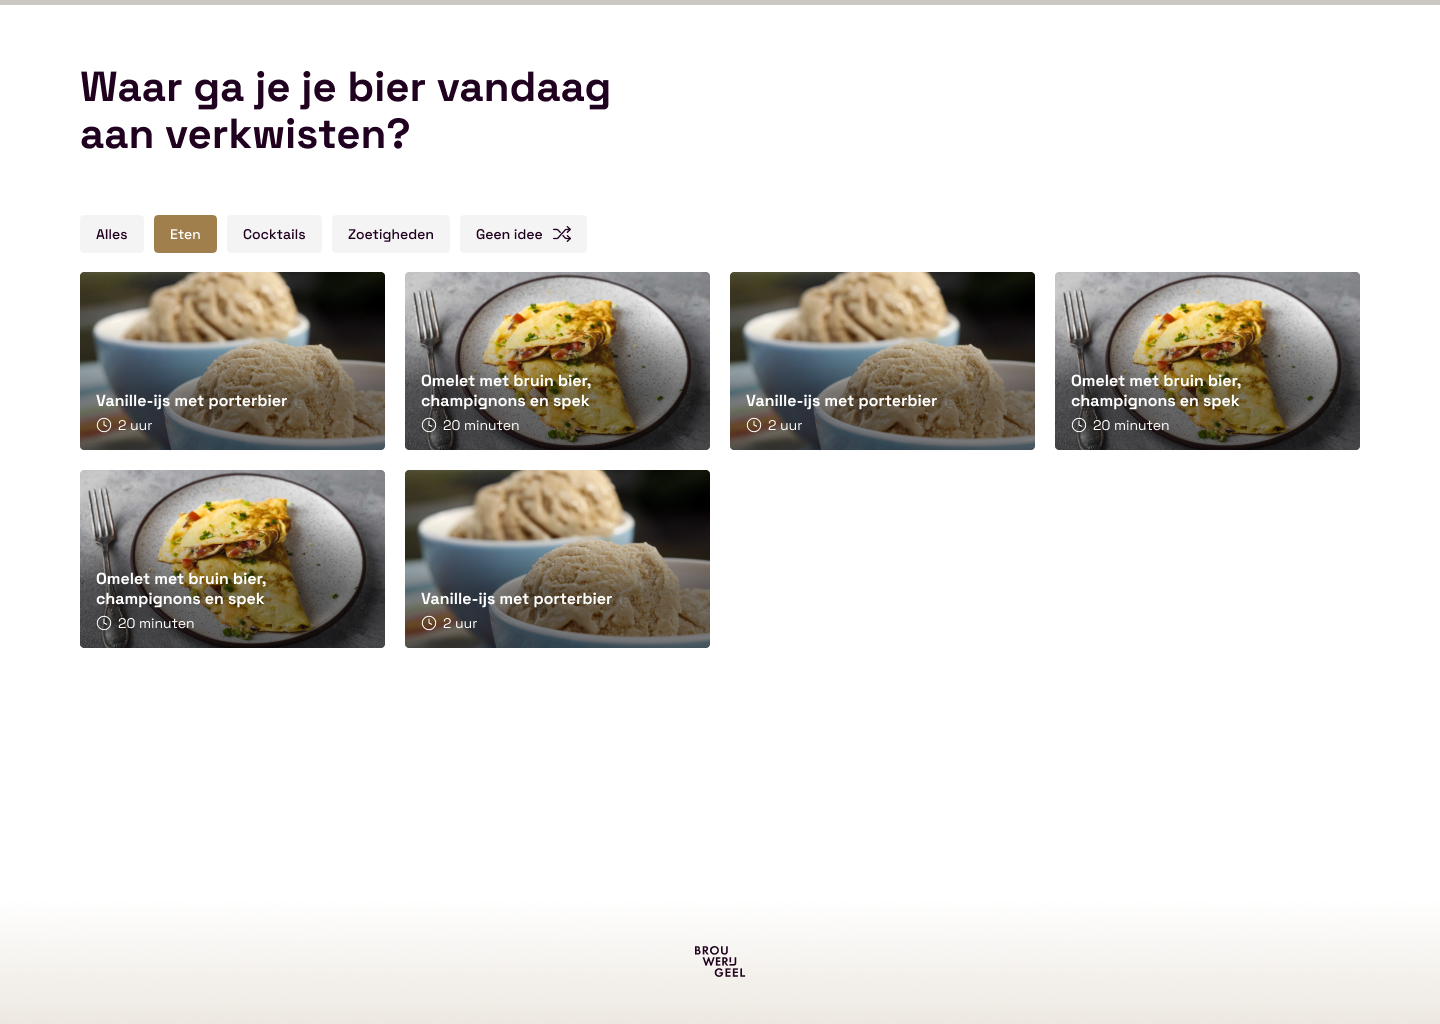 Waar ga je je bier vandaag
aan verkwisten?
Alles
Eten
Cocktails
Zoetigheden
Geen idee
Vanille-ijs met porterbier
2 uur
Omelet met bruin bier,
champignons en spek
20 minuten
Vanille-ijs met porterbier
2 uur
Omelet met bruin bier,
champignons en spek
20 minuten
Omelet met bruin bier,
champignons en spek
20 minuten
Vanille-ijs met porterbier
2 uur
BROU
WERIJ
GEEL